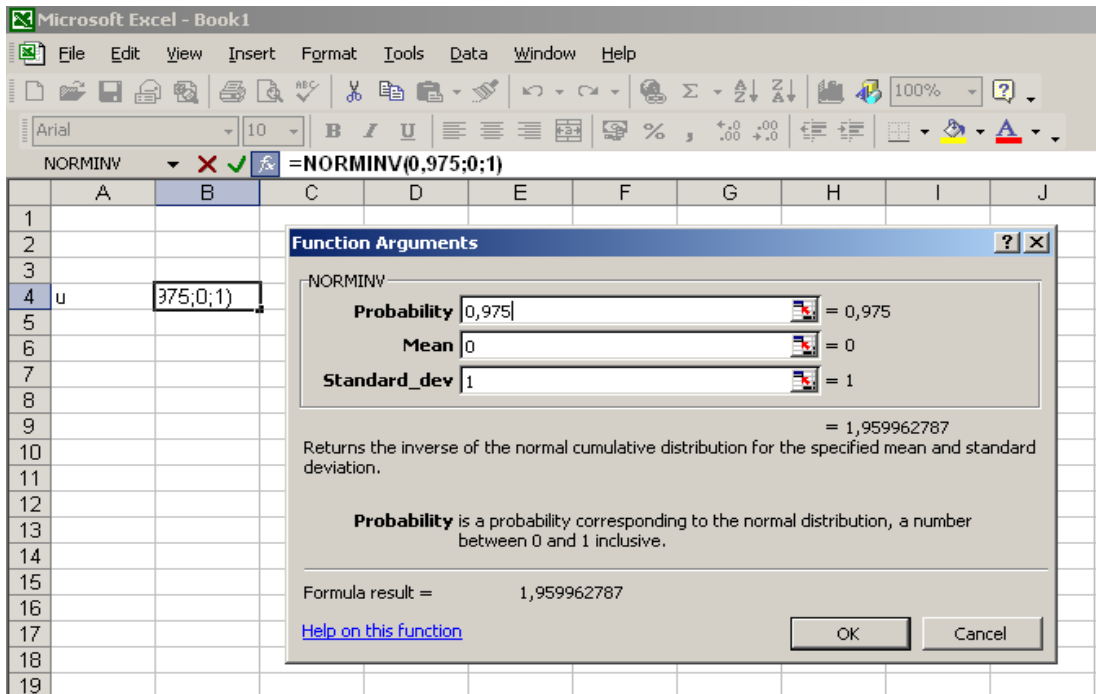 Microsoft Excel - Book1
File Edit View Insert Format Tools Data Window Help
ABC Σ A Z Z A 100% ?
Arial 10 B I U % , ,0 ,00 ,00 ,0 A
NORMINV =NORMINV(0,975;0;1)
A B C D E F G H I J
1
2
3
4 u 975;0;1)
5
6
7
8
9
10
11
12
13
14
15
16
17
18
19
Function Arguments ? X
NORMINV
Probability 0,975 = 0,975
Mean 0 = 0
Standard_dev 1 = 1
= 1,959962787
Returns the inverse of the normal cumulative distribution for the specified mean and standard
deviation.
Probability is a probability corresponding to the normal distribution, a number
between 0 and 1 inclusive.
Formula result = 1,959962787
Help on this function OK Cancel